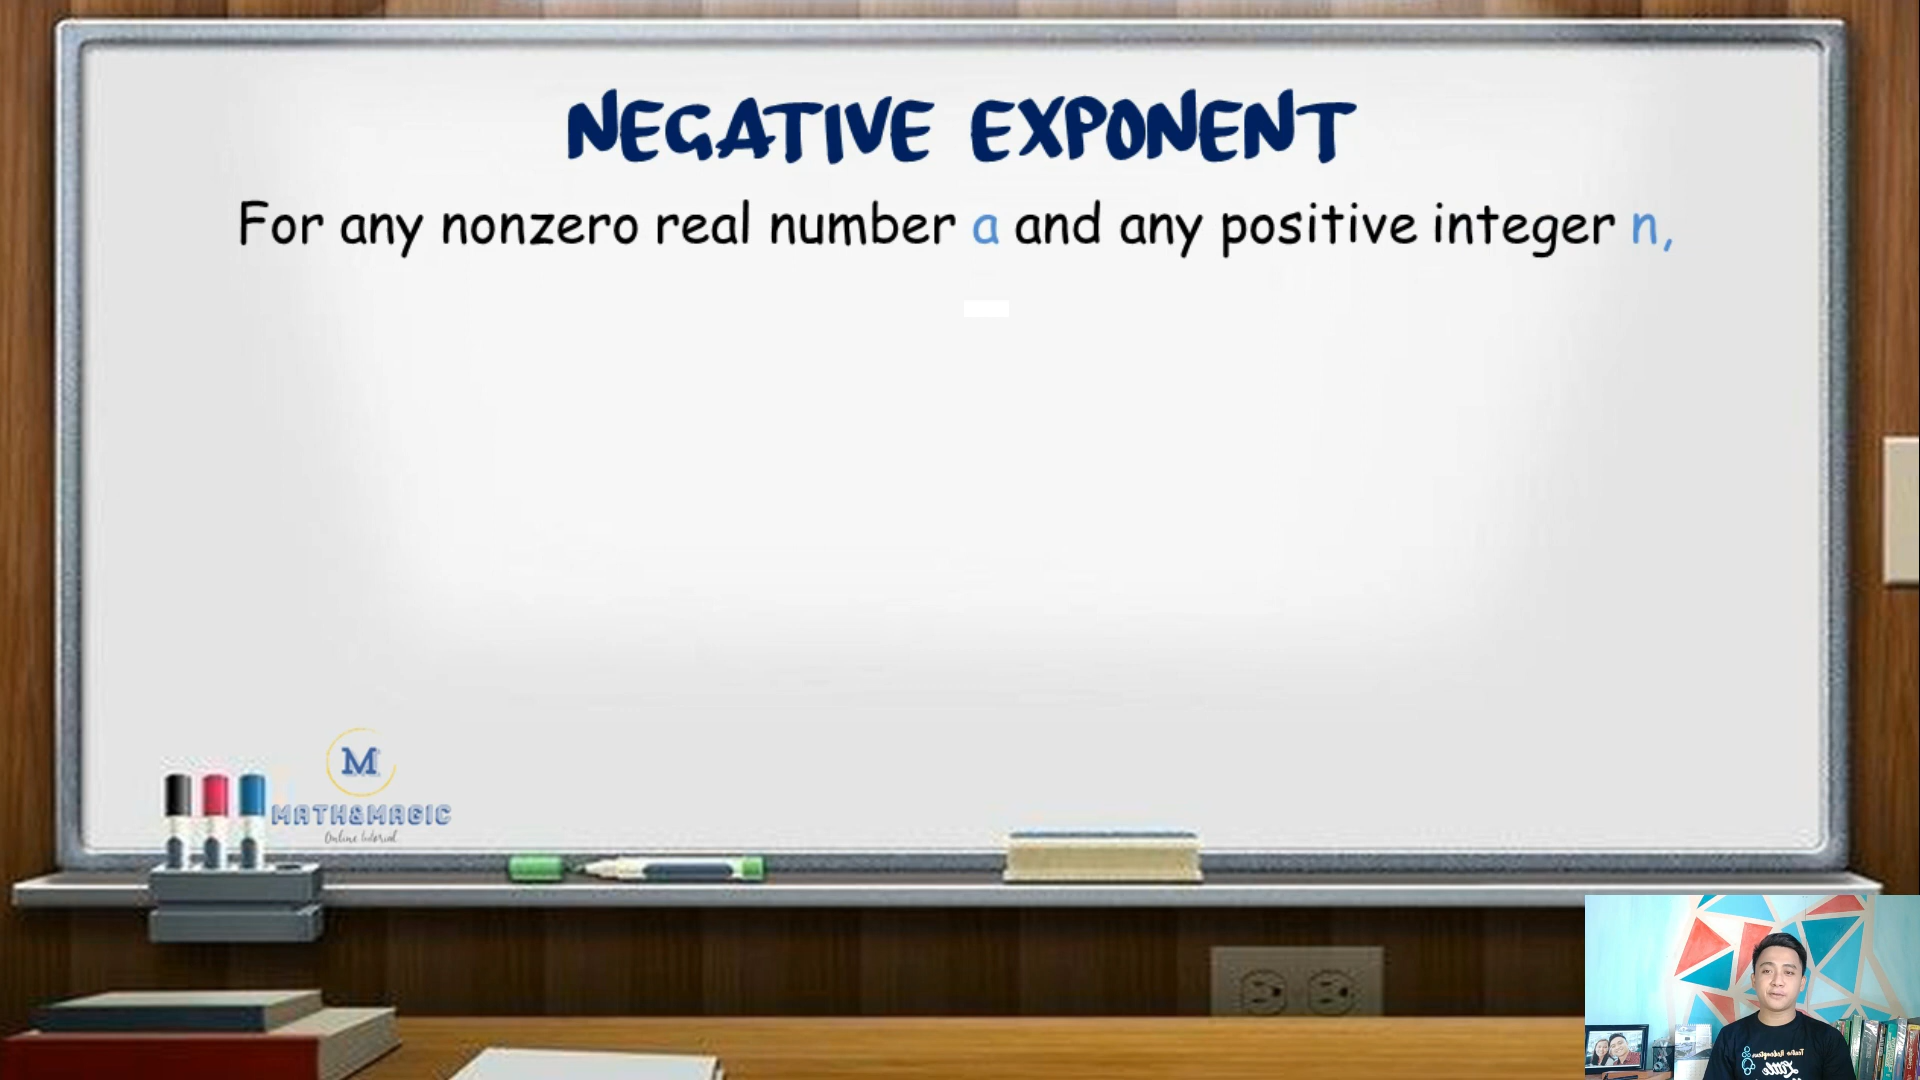 NEGATIVE EXPONENT
For any nonzero real number a and any positive integer n,
M
MATH&MAGIC
Online tutorial